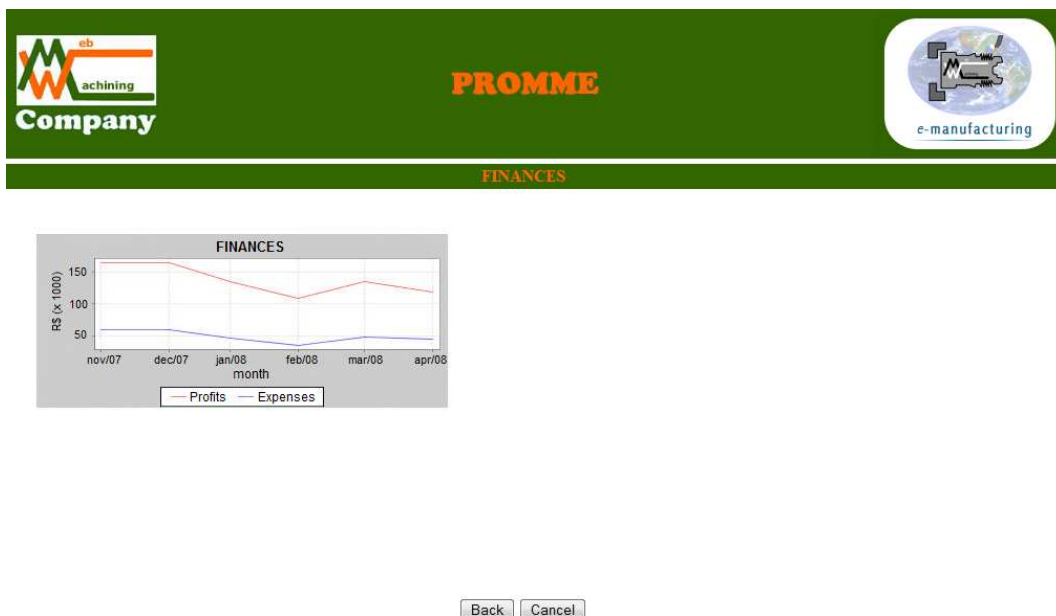 eb
achining
Company
PROMME
e-manufacturing
FINANCES
FINANCES
R$ (x 1000)
150
100
50
nov/07 dec/07 jan/08 feb/08 mar/08 apr/08
month
Profits Expenses
Back Cancel